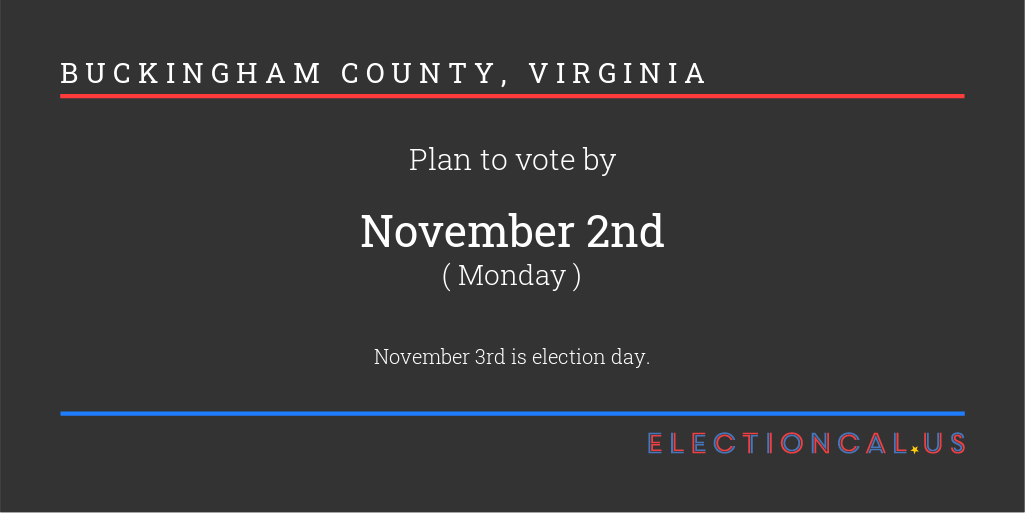 BUCKINGHAM COUNTY, VIRGINIA
Plan to vote by
November 2nd
( Monday )
November 3rd is election day.
ELECTIONCAL.US